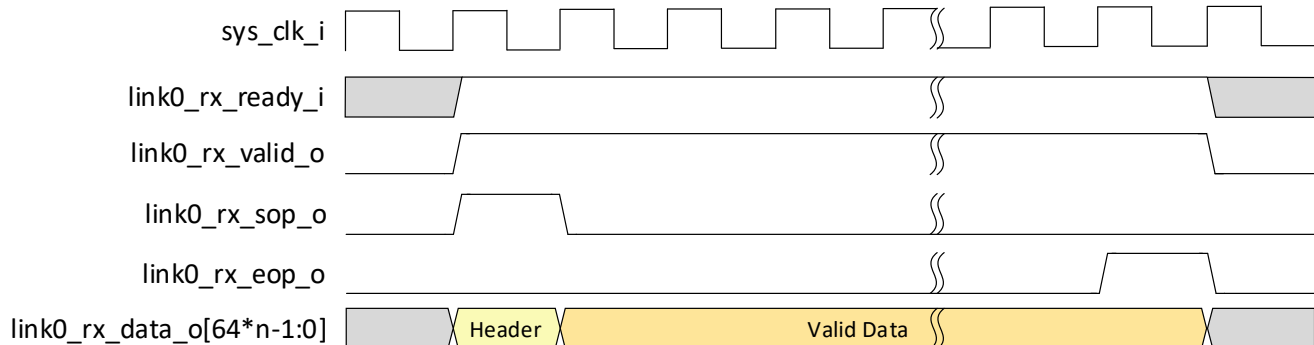 sys_clk_i
link0_rx_ready_i
link0_rx_valid_o
link0_rx_sop_o
link0_rx_eop_o
link0_rx_data_o[64*n-1:0] Header Valid Data